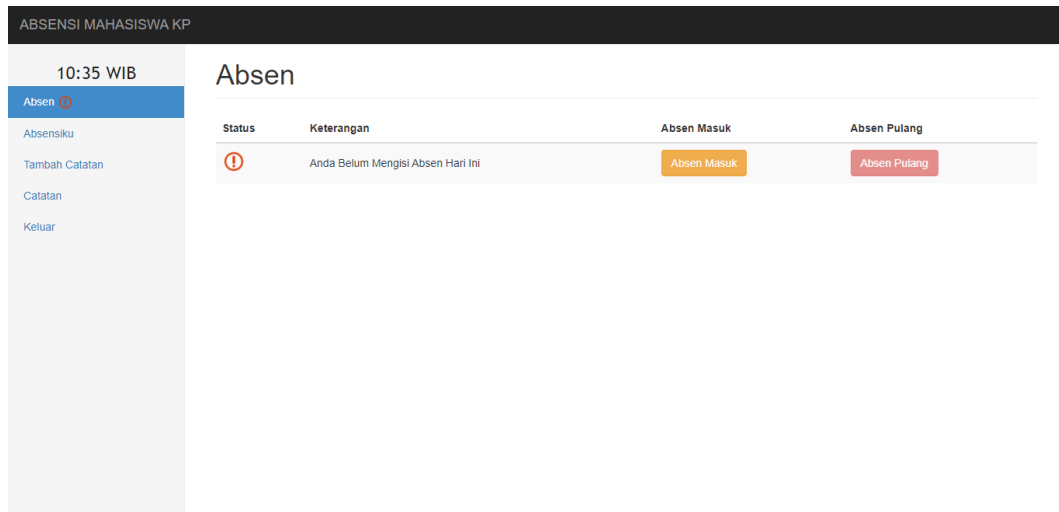 ABSENSI MAHASISWA KP
10:35 WIB
Absen
Absensiku
Tambah Catatan
Catatan
Keluar
Absen
Status Keterangan Absen Masuk Absen Pulang
Anda Belum Mengisi Absen Hari Ini Absen Masuk Absen Pulang